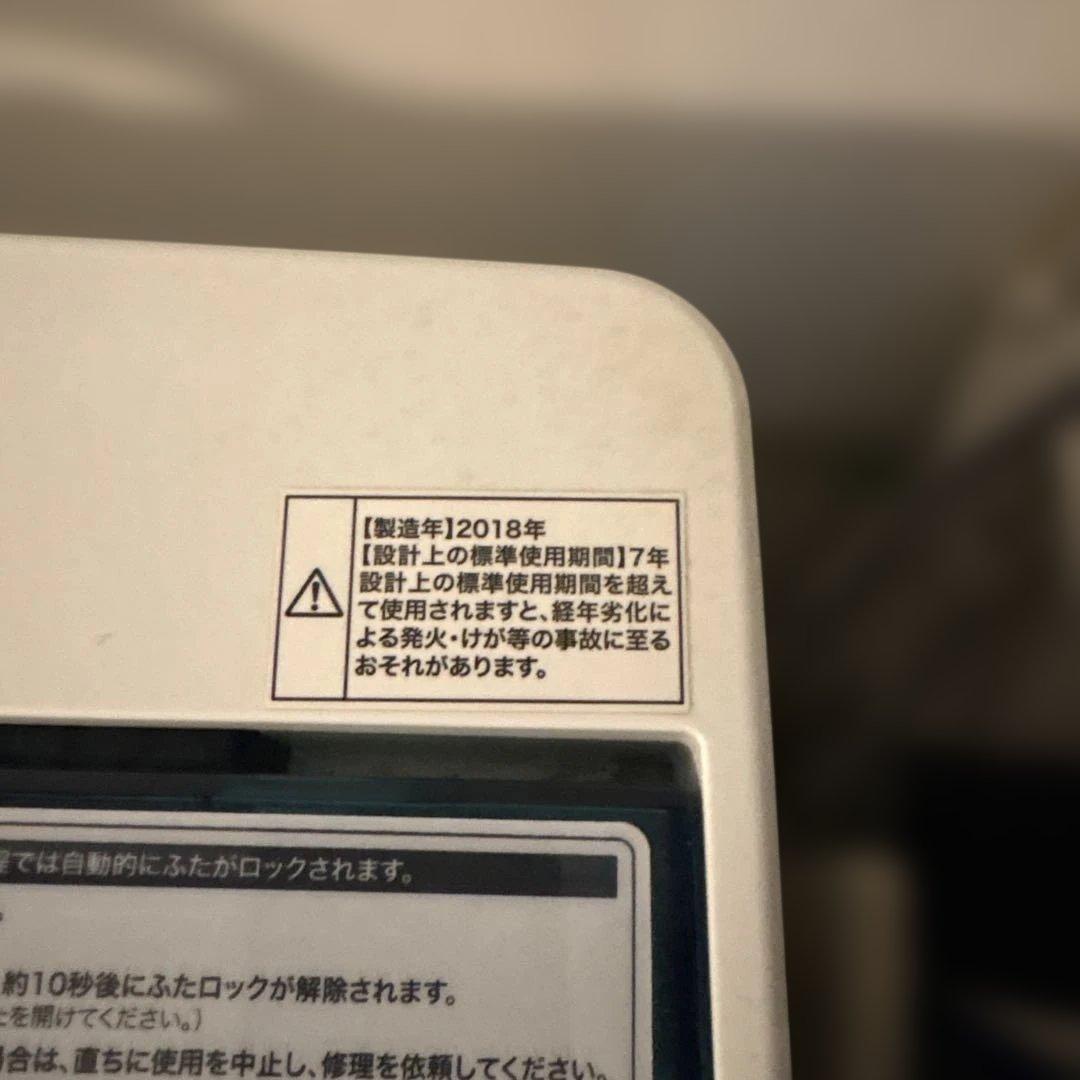 【製造年】2018年
【設計上の標準使用期間】7年
設計上の標準使用期間を超え
て使用されますと、経年劣化に
よる発火・けが等の事故に至る
おそれがあります。
では自動的にふたがロックされます。
。
約10秒後にふたロックが解除されます。
を開けてください。）
合は、直ちに使用を中止し、修理を依頼してください。